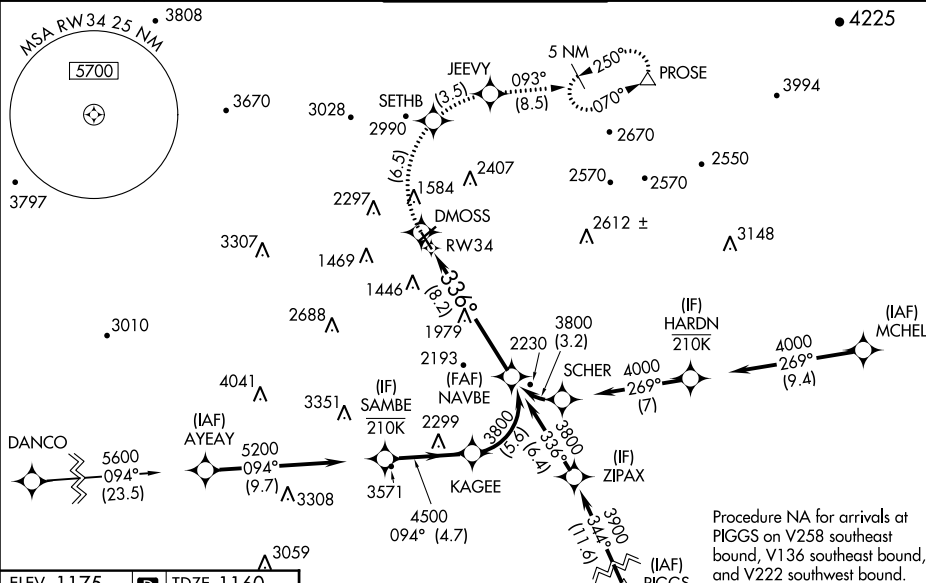 MSA RW34 25 NM
5700
3808
4225
5 NM
250°
070°
PROSE
JEEVY
093°
(8.5)
(3.5)
SETHB
3994
3670
3028
2990
2670
2550
2570
2570
(6.5)
2407
1584
3797
2297
DMOSS
RW34
2612 ±
3148
3307
1469
1446
336°
(8.2)
2688
1979
3010
2230
3800
(3.2)
(IF)
HARDN
210K
(IAF)
MCHEL
4000
269°
(9.4)
2193
(FAF)
NAVBE
SCHER
4000
269°
(7)
4041
3351
(IF)
SAMBE
210K
2299
3800
(5.6)
336°
(6.4)
3800
(IF)
ZIPAX
DANCO
5600
094°
(23.5)
(IAF)
AYEAY
5200
094°
(9.7)
3308
3571
KAGEE
4500
094° (4.7)
3900
344°
(11.6)
(IAF)
PIGGS
Procedure NA for arrivals at
PIGGS on V258 southeast
bound, V136 southeast bound,
and V222 southwest bound.
3059
ELEV 1175
D
TDZE 1160